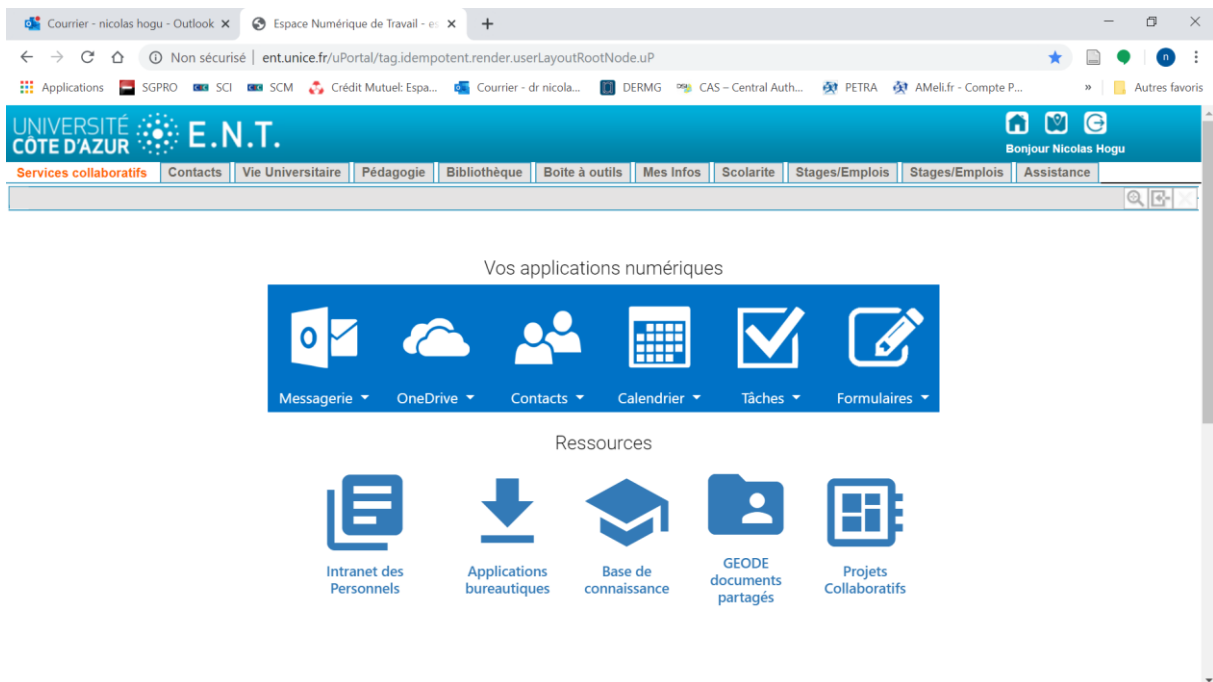 Courrier - nicolas hogu - Outlook
Espace Numérique de Travail - es
Non sécurisé | ent.unice.fr/uPortal/tag.idempotent.render.userLayoutRootNode.uP
n
Applications SGPRO SCI SCM Crédit Mutuel: Espa... Courrier - dr nicola... DERMG CAS – Central Auth... PETRA AMeli.fr - Compte P... » Autres favoris
UNIVERSITÉ
CÔTE D'AZUR E.N.T.
Bonjour Nicolas Hogu
Services collaboratifs Contacts Vie Universitaire Pédagogie Bibliothèque Boite à outils Mes Infos Scolarite Stages/Emplois Stages/Emplois Assistance
Vos applications numériques
Messagerie OneDrive Contacts Calendrier Tâches Formulaires
Ressources
Intranet des
Personnels
Applications
bureautiques
Base de
connaissance
GEODE
documents
partagés
Projets
Collaboratifs